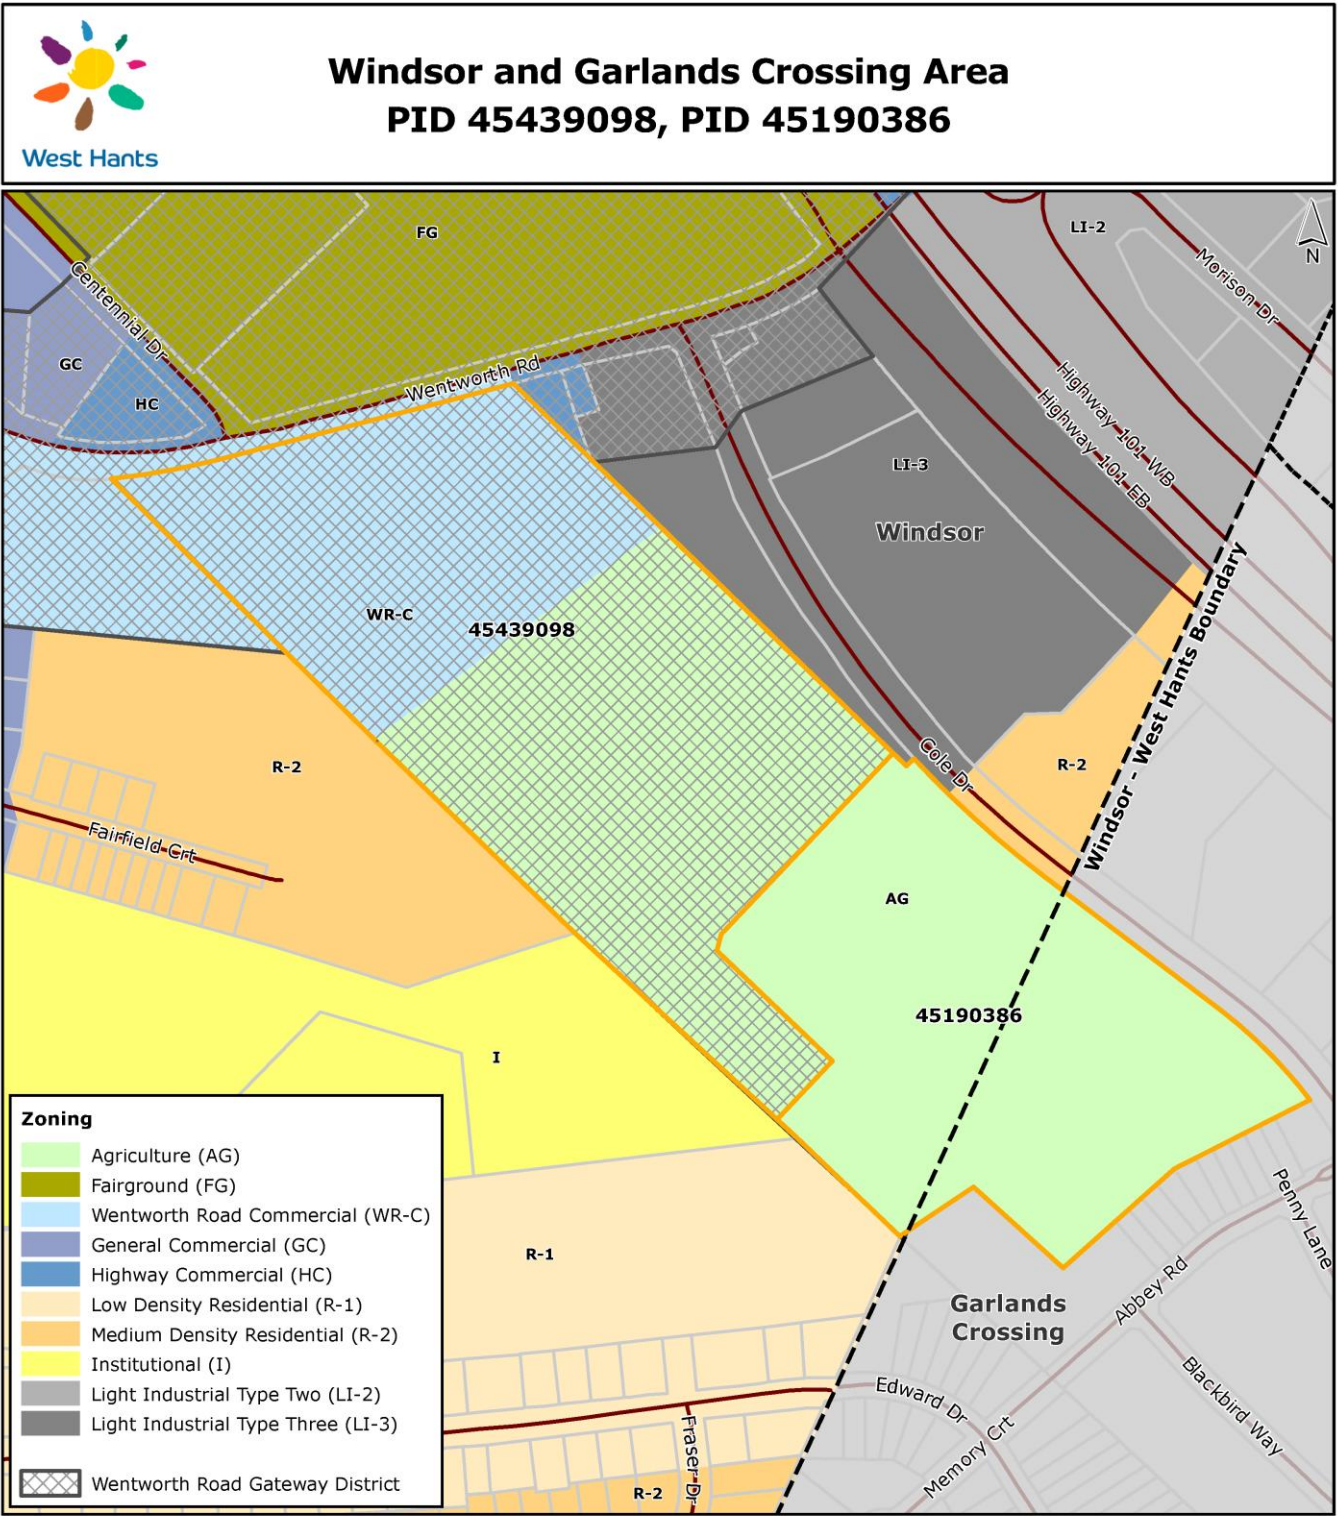 West Hants
Windsor and Garlands Crossing Area
PID 45439098, PID 45190386
FG
LI-2
Morison Dr
N
Centennial Dr
GC
HC
Wentworth Rd
Highway 101 WB
Highway 101 EB
LI-3
Windsor
WR-C
45439098
Windsor - West Hants Boundary
R-2
Cole Dr
R-2
Fairfield Crt
AG
45190386
I
Zoning
Agriculture (AG)
Fairground (FG)
Wentworth Road Commercial (WR-C)
General Commercial (GC)
Highway Commercial (HC)
Low Density Residential (R-1)
Medium Density Residential (R-2)
Institutional (I)
Light Industrial Type Two (LI-2)
Light Industrial Type Three (LI-3)
Wentworth Road Gateway District
R-1
Penny Lane
Abbey Rd
Garlands
Crossing
Blackbird Way
Edward Dr
Memory Crt
Fraser Dr
R-2